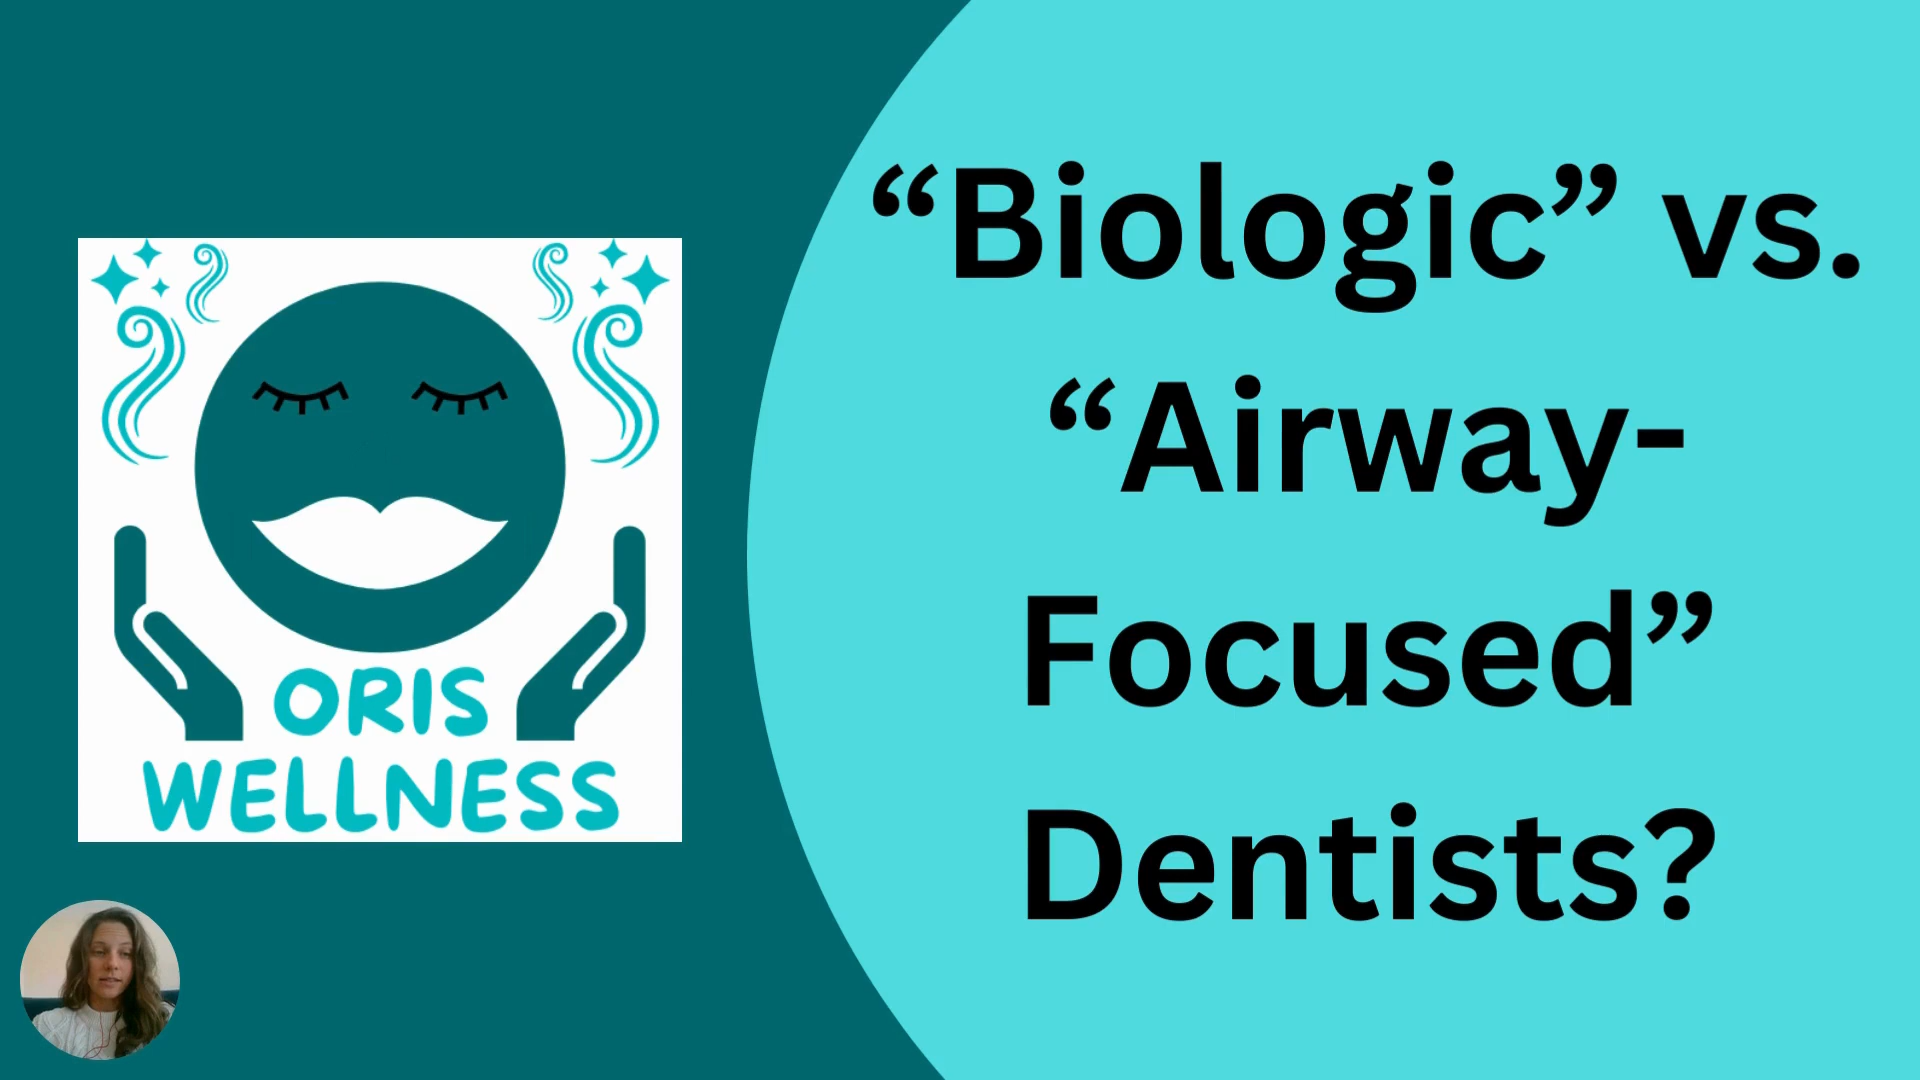 ORIS
WELLNESS
“Biologic” vs.
“Airway-
Focused”
Dentists?